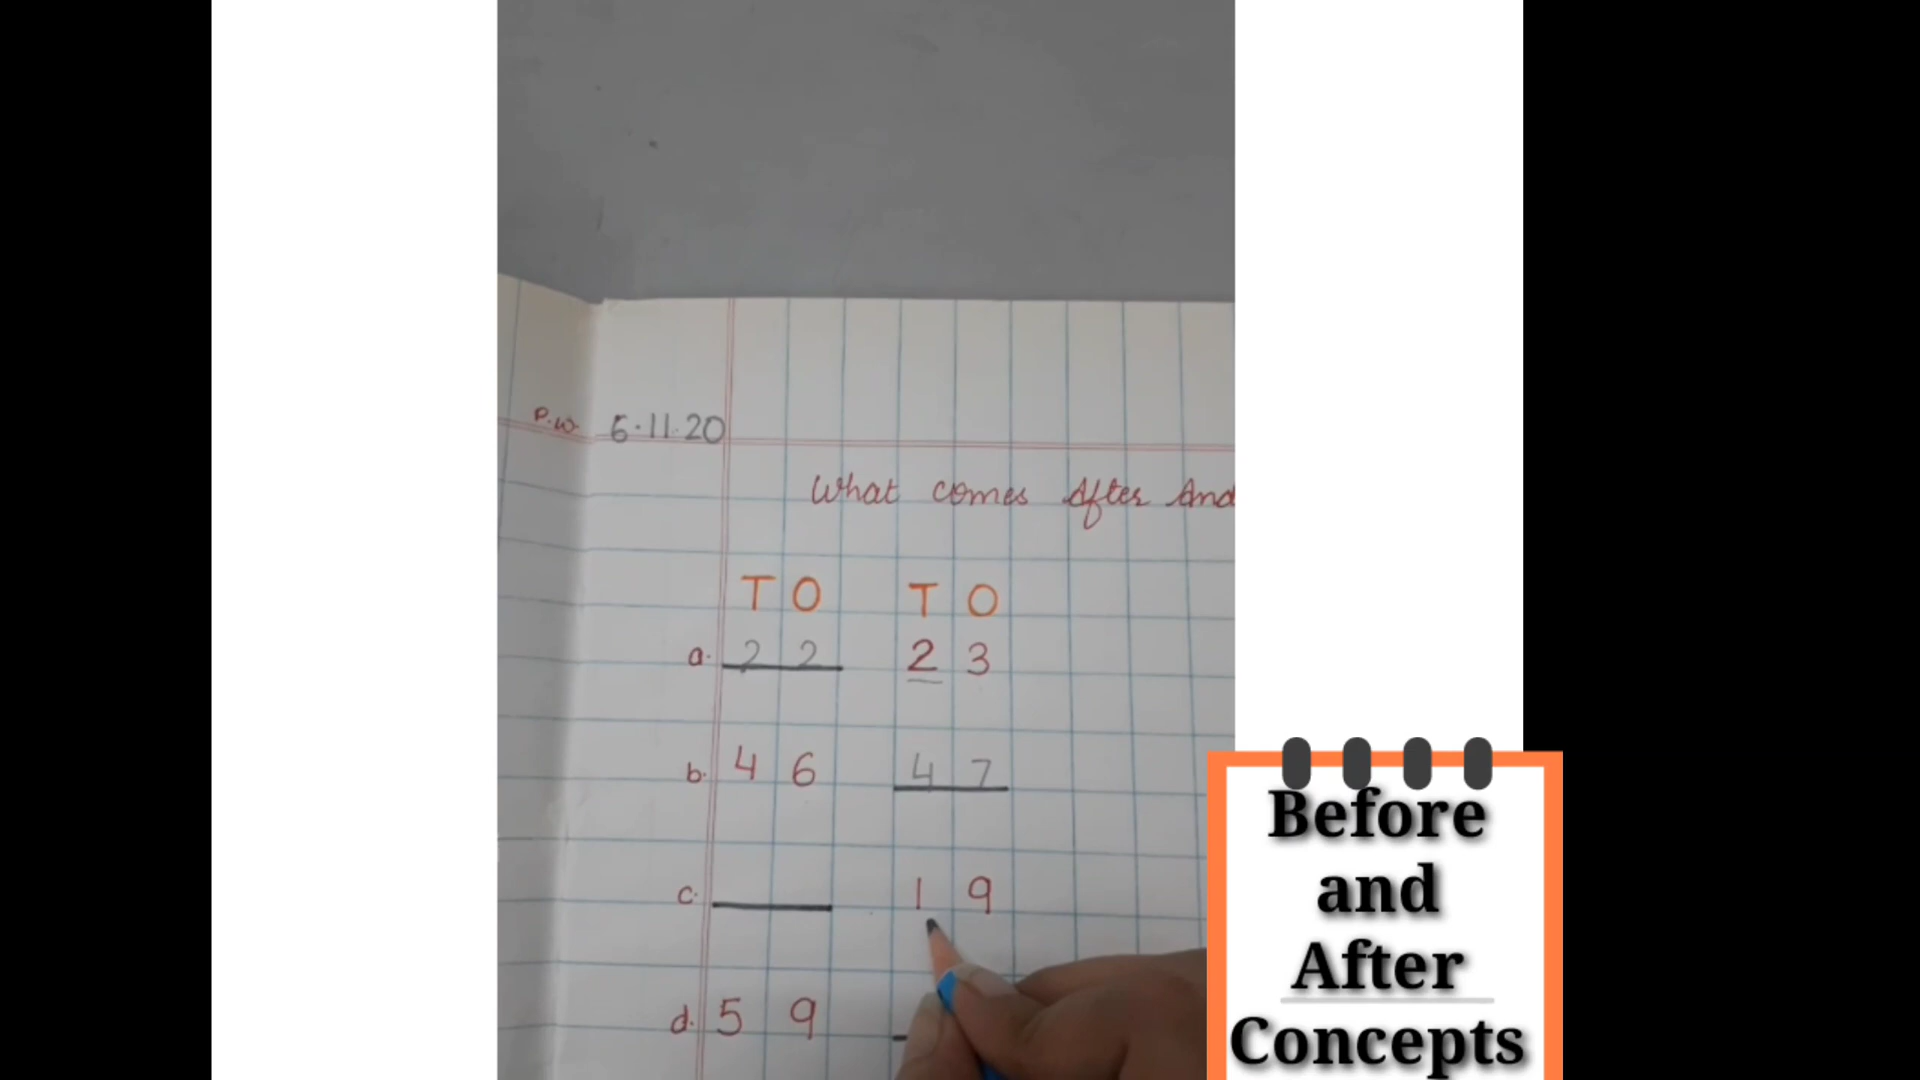 P.W. 6.11.20
What comes After And
T O T O
a. 2 2 2 3
b. 4 6 4 7
c. 1 9
d. 5 9
Before
and
After
Concepts